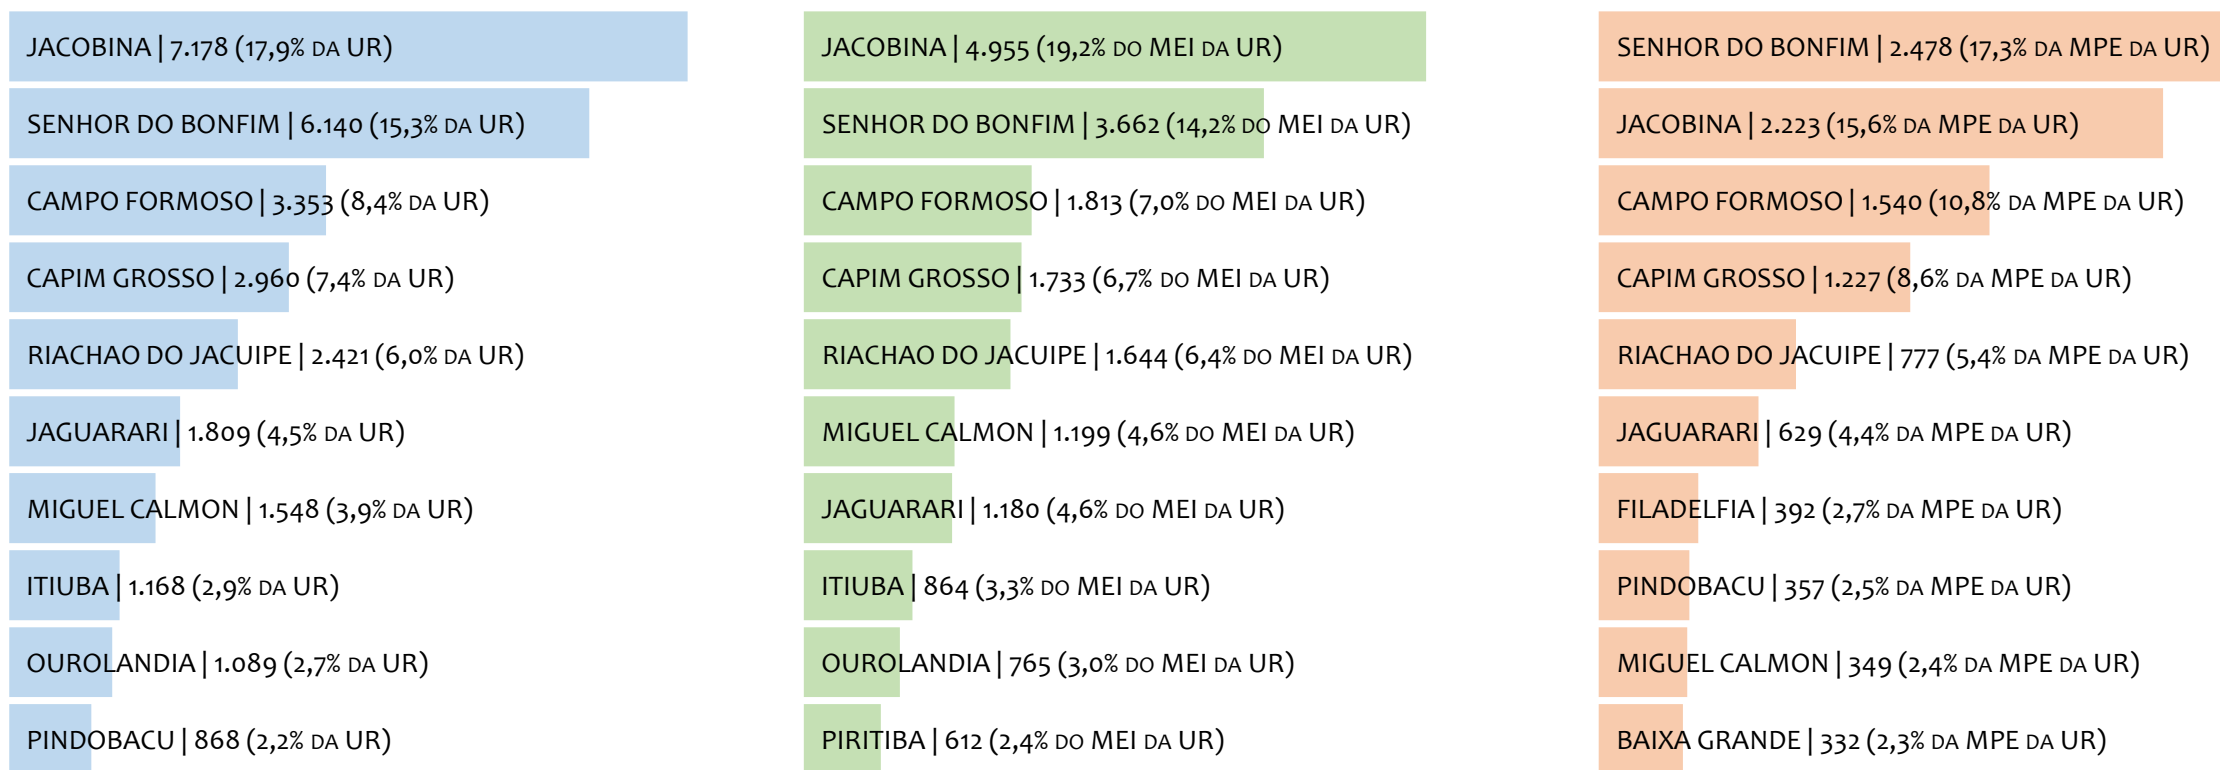 JACOBINA | 7.178 (17,9% DA UR)
SENHOR DO BONFIM | 6.140 (15,3% DA UR)
CAMPO FORMOSO | 3.353 (8,4% DA UR)
CAPIM GROSSO | 2.960 (7,4% DA UR)
RIACHAO DO JACUIPE | 2.421 (6,0% DA UR)
JAGUARARI | 1.809 (4,5% DA UR)
MIGUEL CALMON | 1.548 (3,9% DA UR)
ITIUBA | 1.168 (2,9% DA UR)
OUROLANDIA | 1.089 (2,7% DA UR)
PINDOBACU | 868 (2,2% DA UR)
JACOBINA | 4.955 (19,2% DO MEI DA UR)
SENHOR DO BONFIM | 3.662 (14,2% DO MEI DA UR)
CAMPO FORMOSO | 1.813 (7,0% DO MEI DA UR)
CAPIM GROSSO | 1.733 (6,7% DO MEI DA UR)
RIACHAO DO JACUIPE | 1.644 (6,4% DO MEI DA UR)
MIGUEL CALMON | 1.199 (4,6% DO MEI DA UR)
JAGUARARI | 1.180 (4,6% DO MEI DA UR)
ITIUBA | 864 (3,3% DO MEI DA UR)
OUROLANDIA | 765 (3,0% DO MEI DA UR)
PIRITIBA | 612 (2,4% DO MEI DA UR)
SENHOR DO BONFIM | 2.478 (17,3% DA MPE DA UR)
JACOBINA | 2.223 (15,6% DA MPE DA UR)
CAMPO FORMOSO | 1.540 (10,8% DA MPE DA UR)
CAPIM GROSSO | 1.227 (8,6% DA MPE DA UR)
RIACHAO DO JACUIPE | 777 (5,4% DA MPE DA UR)
JAGUARARI | 629 (4,4% DA MPE DA UR)
FILADELFIA | 392 (2,7% DA MPE DA UR)
PINDOBACU | 357 (2,5% DA MPE DA UR)
MIGUEL CALMON | 349 (2,4% DA MPE DA UR)
BAIXA GRANDE | 332 (2,3% DA MPE DA UR)